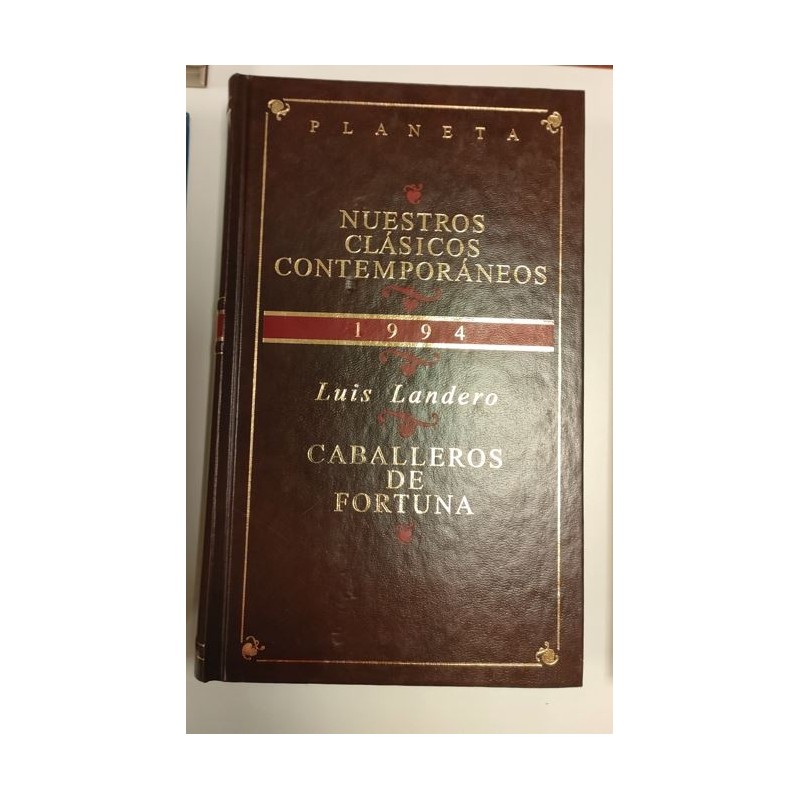 PLANETA
NUESTROS
CLÁSICOS
CONTEMPORÁNEOS
1994
Luis Landero
CABALLEROS
DE
FORTUNA